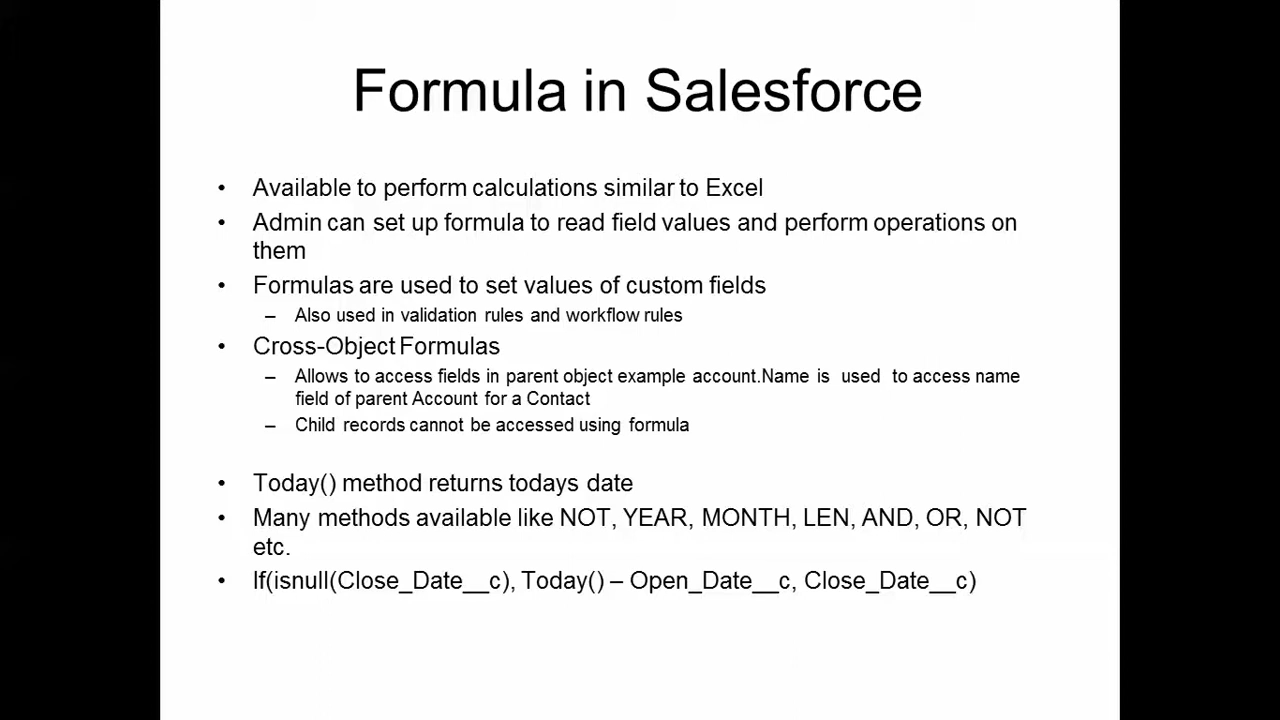 Formula in Salesforce
• Available to perform calculations similar to Excel
• Admin can set up formula to read field values and perform operations on
them
• Formulas are used to set values of custom fields
– Also used in validation rules and workflow rules
• Cross-Object Formulas
– Allows to access fields in parent object example account.Name is used to access name
field of parent Account for a Contact
– Child records cannot be accessed using formula
• Today() method returns todays date
• Many methods available like NOT, YEAR, MONTH, LEN, AND, OR, NOT
etc.
• If(isnull(Close_Date__c), Today() – Open_Date__c, Close_Date__c)